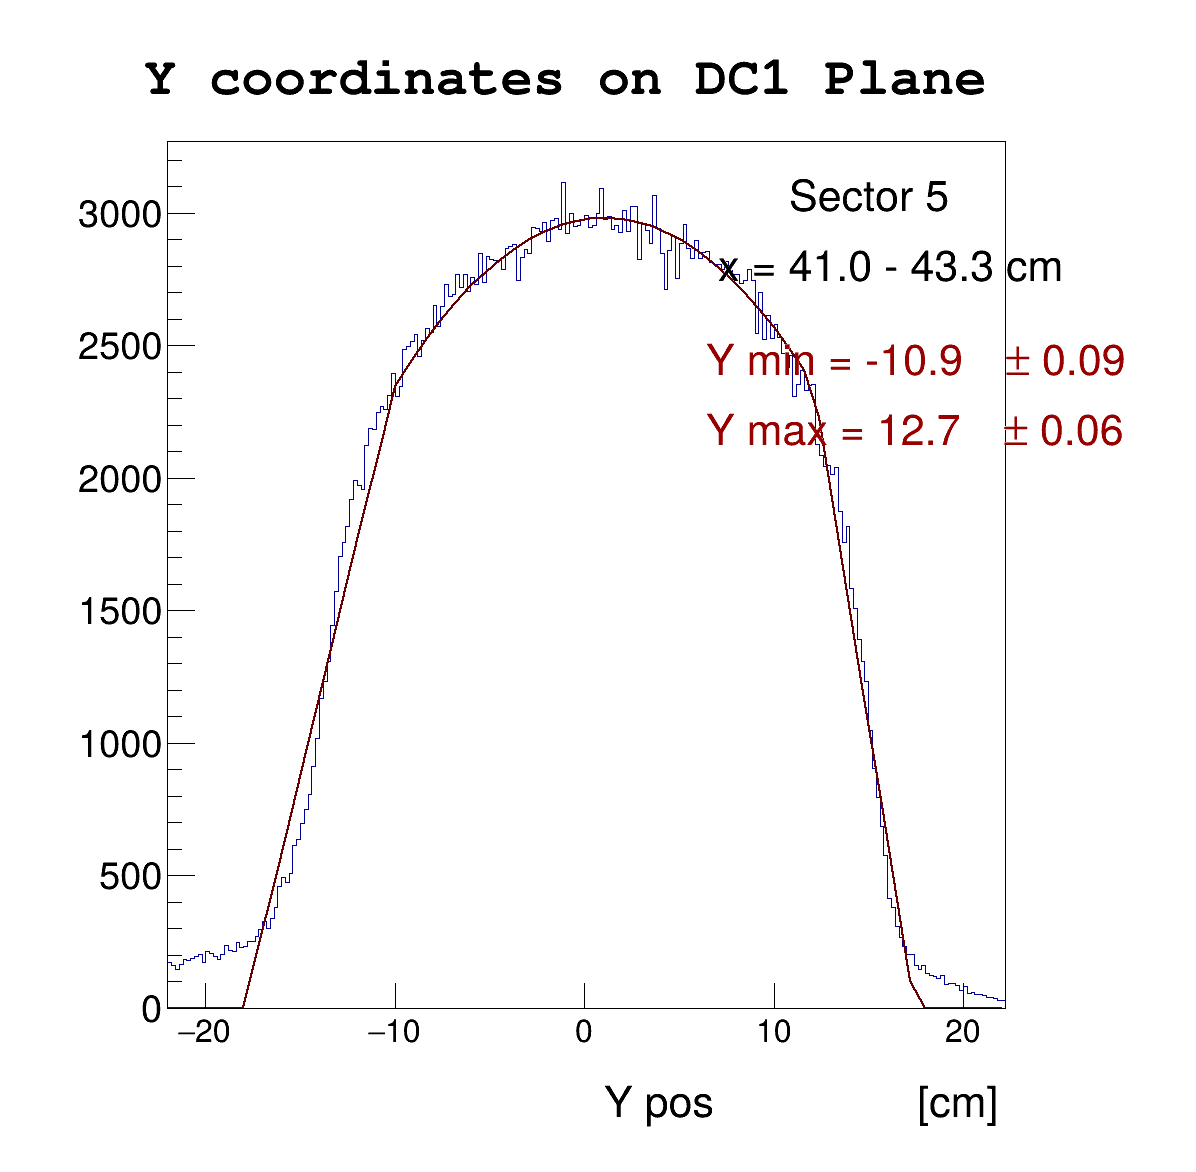 Y coordinates on DC1 Plane
Sector 5
x = 41.0 - 43.3 cm
Y min = -10.9 ± 0.09
Y max = 12.7 ± 0.06
3000
2500
2000
1500
1000
500
0
−20 −10 0 10 20
Y pos [cm]